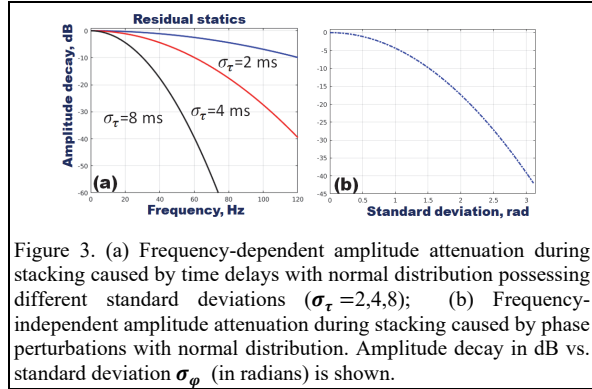 Residual statics
Amplitude decay, dB
0
-10
-20
-30
-40
-50
-60
στ=2 ms
στ=4 ms
στ=8 ms
(a)
0 20 40 60 80 100 120
Frequency, Hz
0
-5
-10
-15
-20
-25
-30
-35
-40
-45
(b)
0 0.5 1 1.5 2 2.5 3
Standard deviation, rad
Figure 3. (a) Frequency-dependent amplitude attenuation during
stacking caused by time delays with normal distribution possessing
different standard deviations (στ =2,4,8); (b) Frequency-
independent amplitude attenuation during stacking caused by phase
perturbations with normal distribution. Amplitude decay in dB vs.
standard deviation σφ (in radians) is shown.